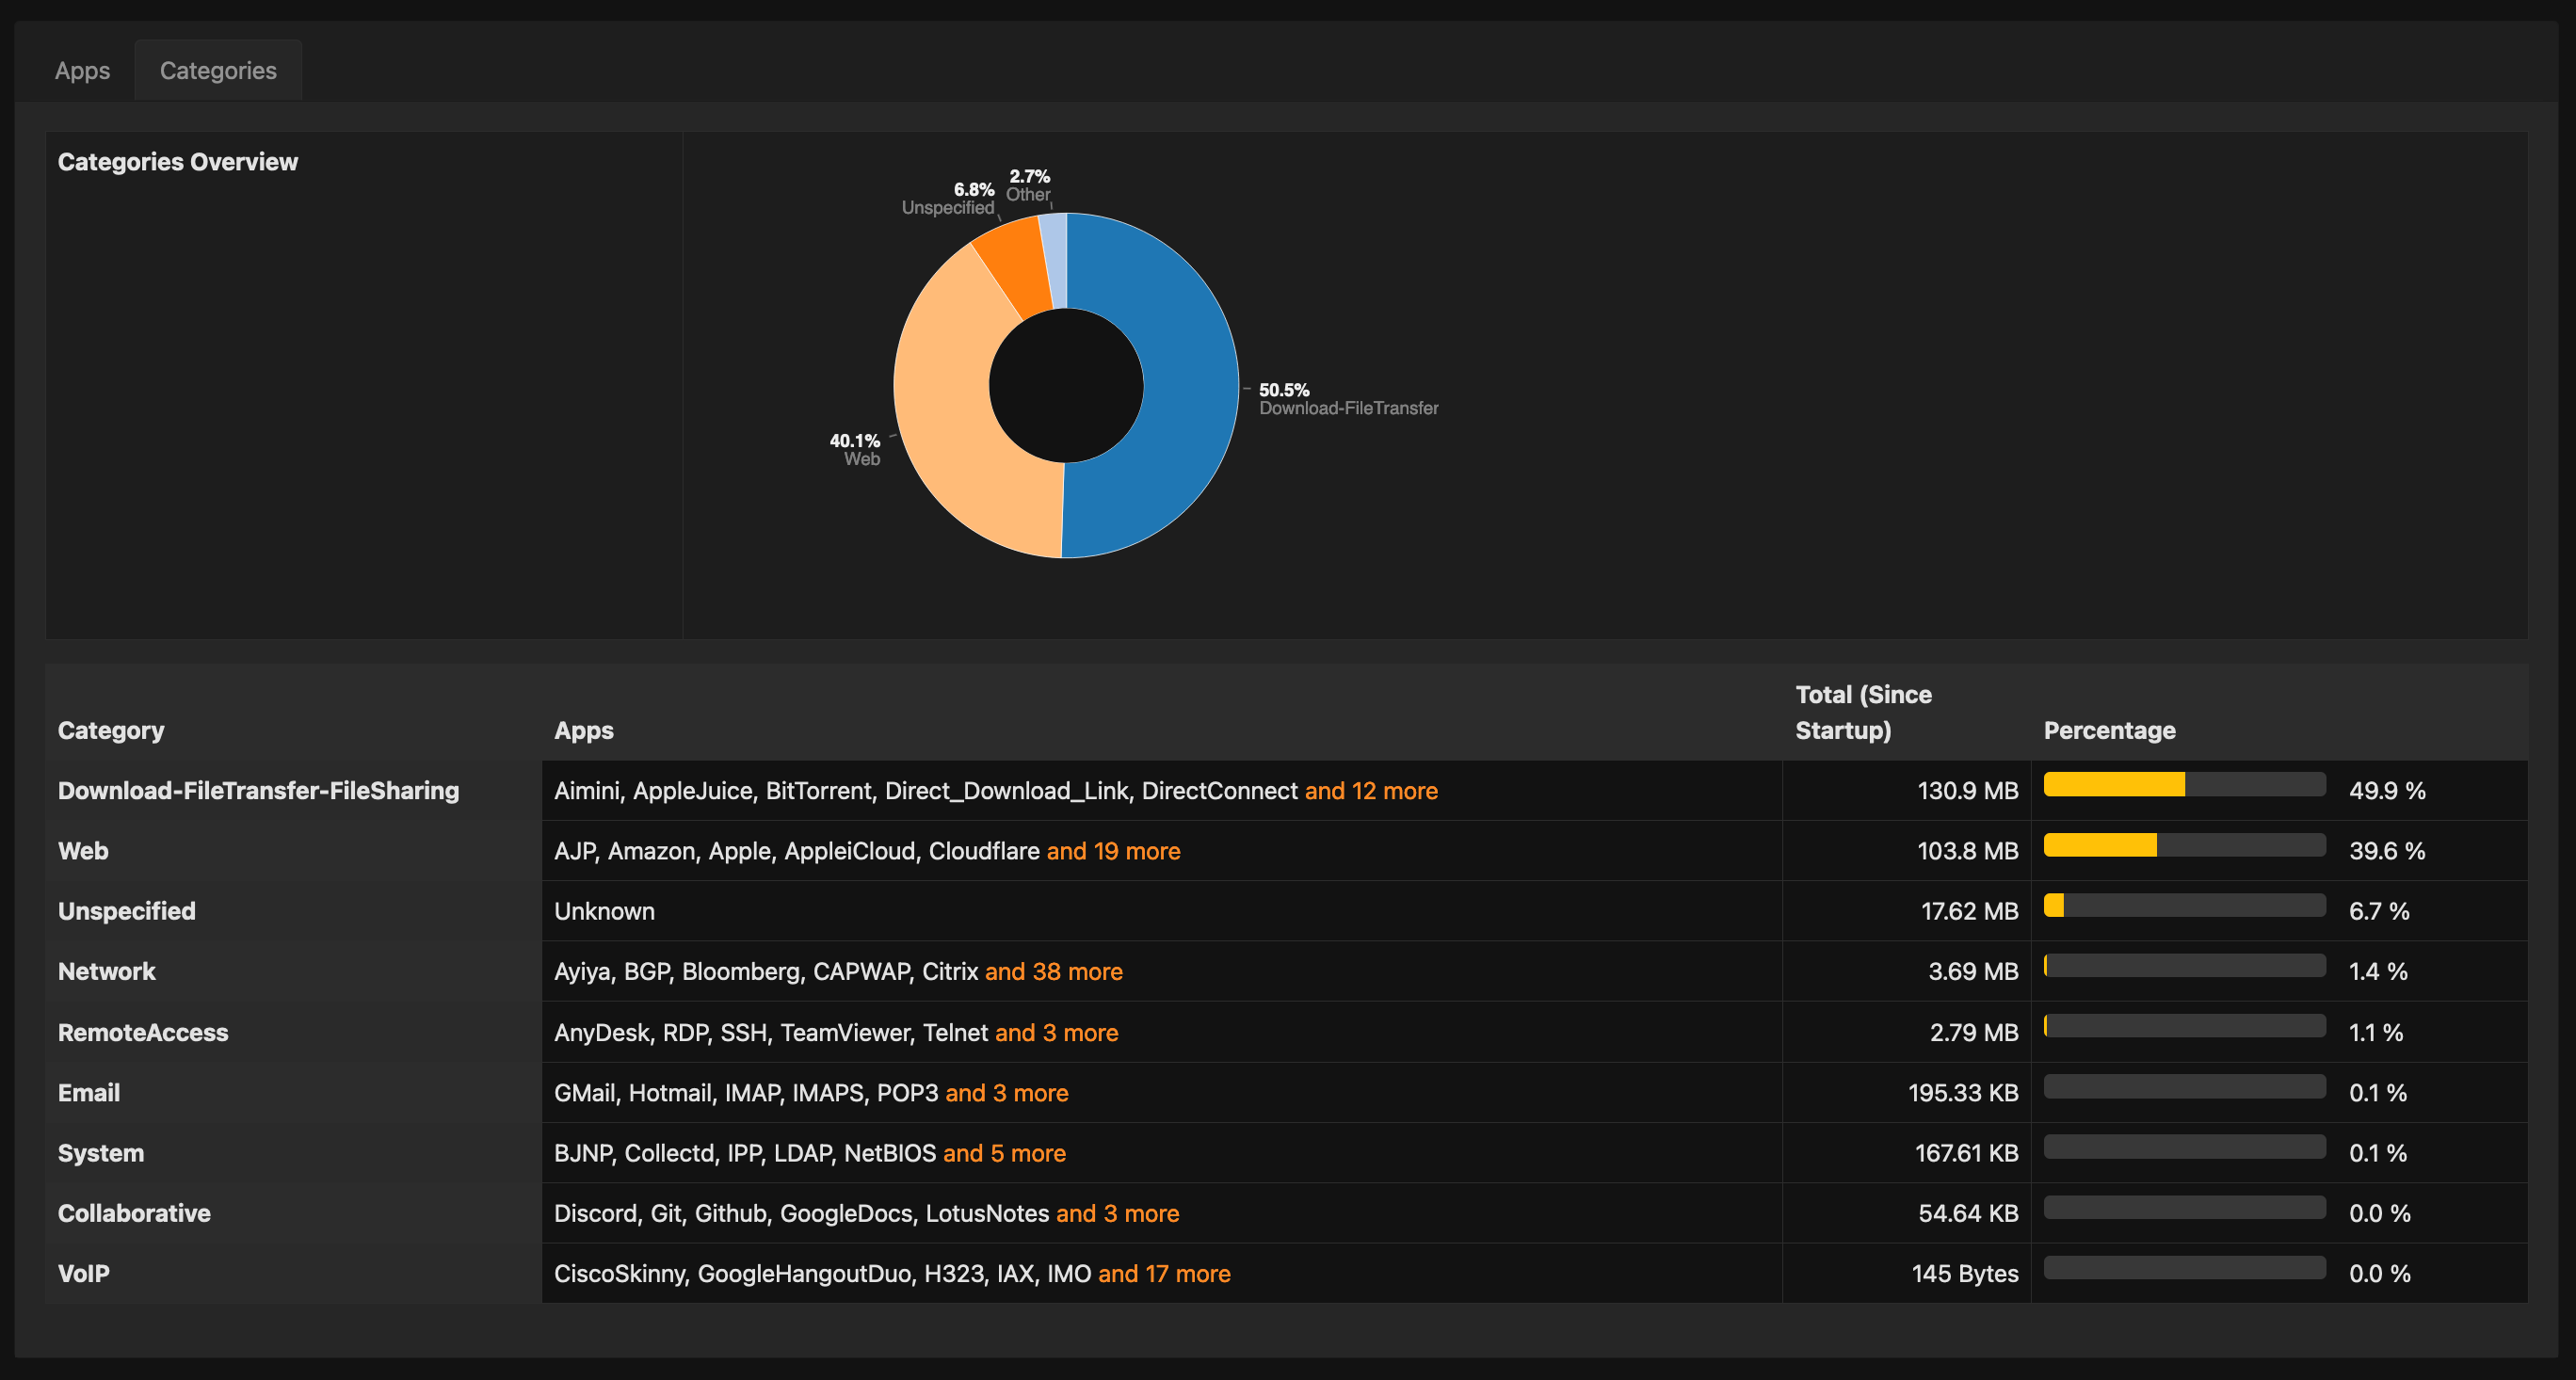 Apps
Categories
Categories Overview
2.7%
Other
6.8%
Unspecified
50.5%
Download-FileTransfer
40.1%
Web
Category Apps Total (Since Startup) Percentage
Download-FileTransfer-FileSharing Aimini, AppleJuice, BitTorrent, Direct_Download_Link, DirectConnect and 12 more 130.9 MB 49.9 %
Web AJP, Amazon, Apple, AppleiCloud, Cloudflare and 19 more 103.8 MB 39.6 %
Unspecified Unknown 17.62 MB 6.7 %
Network Ayiya, BGP, Bloomberg, CAPWAP, Citrix and 38 more 3.69 MB 1.4 %
RemoteAccess AnyDesk, RDP, SSH, TeamViewer, Telnet and 3 more 2.79 MB 1.1 %
Email GMail, Hotmail, IMAP, IMAPS, POP3 and 3 more 195.33 KB 0.1 %
System BJNP, Collectd, IPP, LDAP, NetBIOS and 5 more 167.61 KB 0.1 %
Collaborative Discord, Git, Github, GoogleDocs, LotusNotes and 3 more 54.64 KB 0.0 %
VoIP CiscoSkinny, GoogleHangoutDuo, H323, IAX, IMO and 17 more 145 Bytes 0.0 %